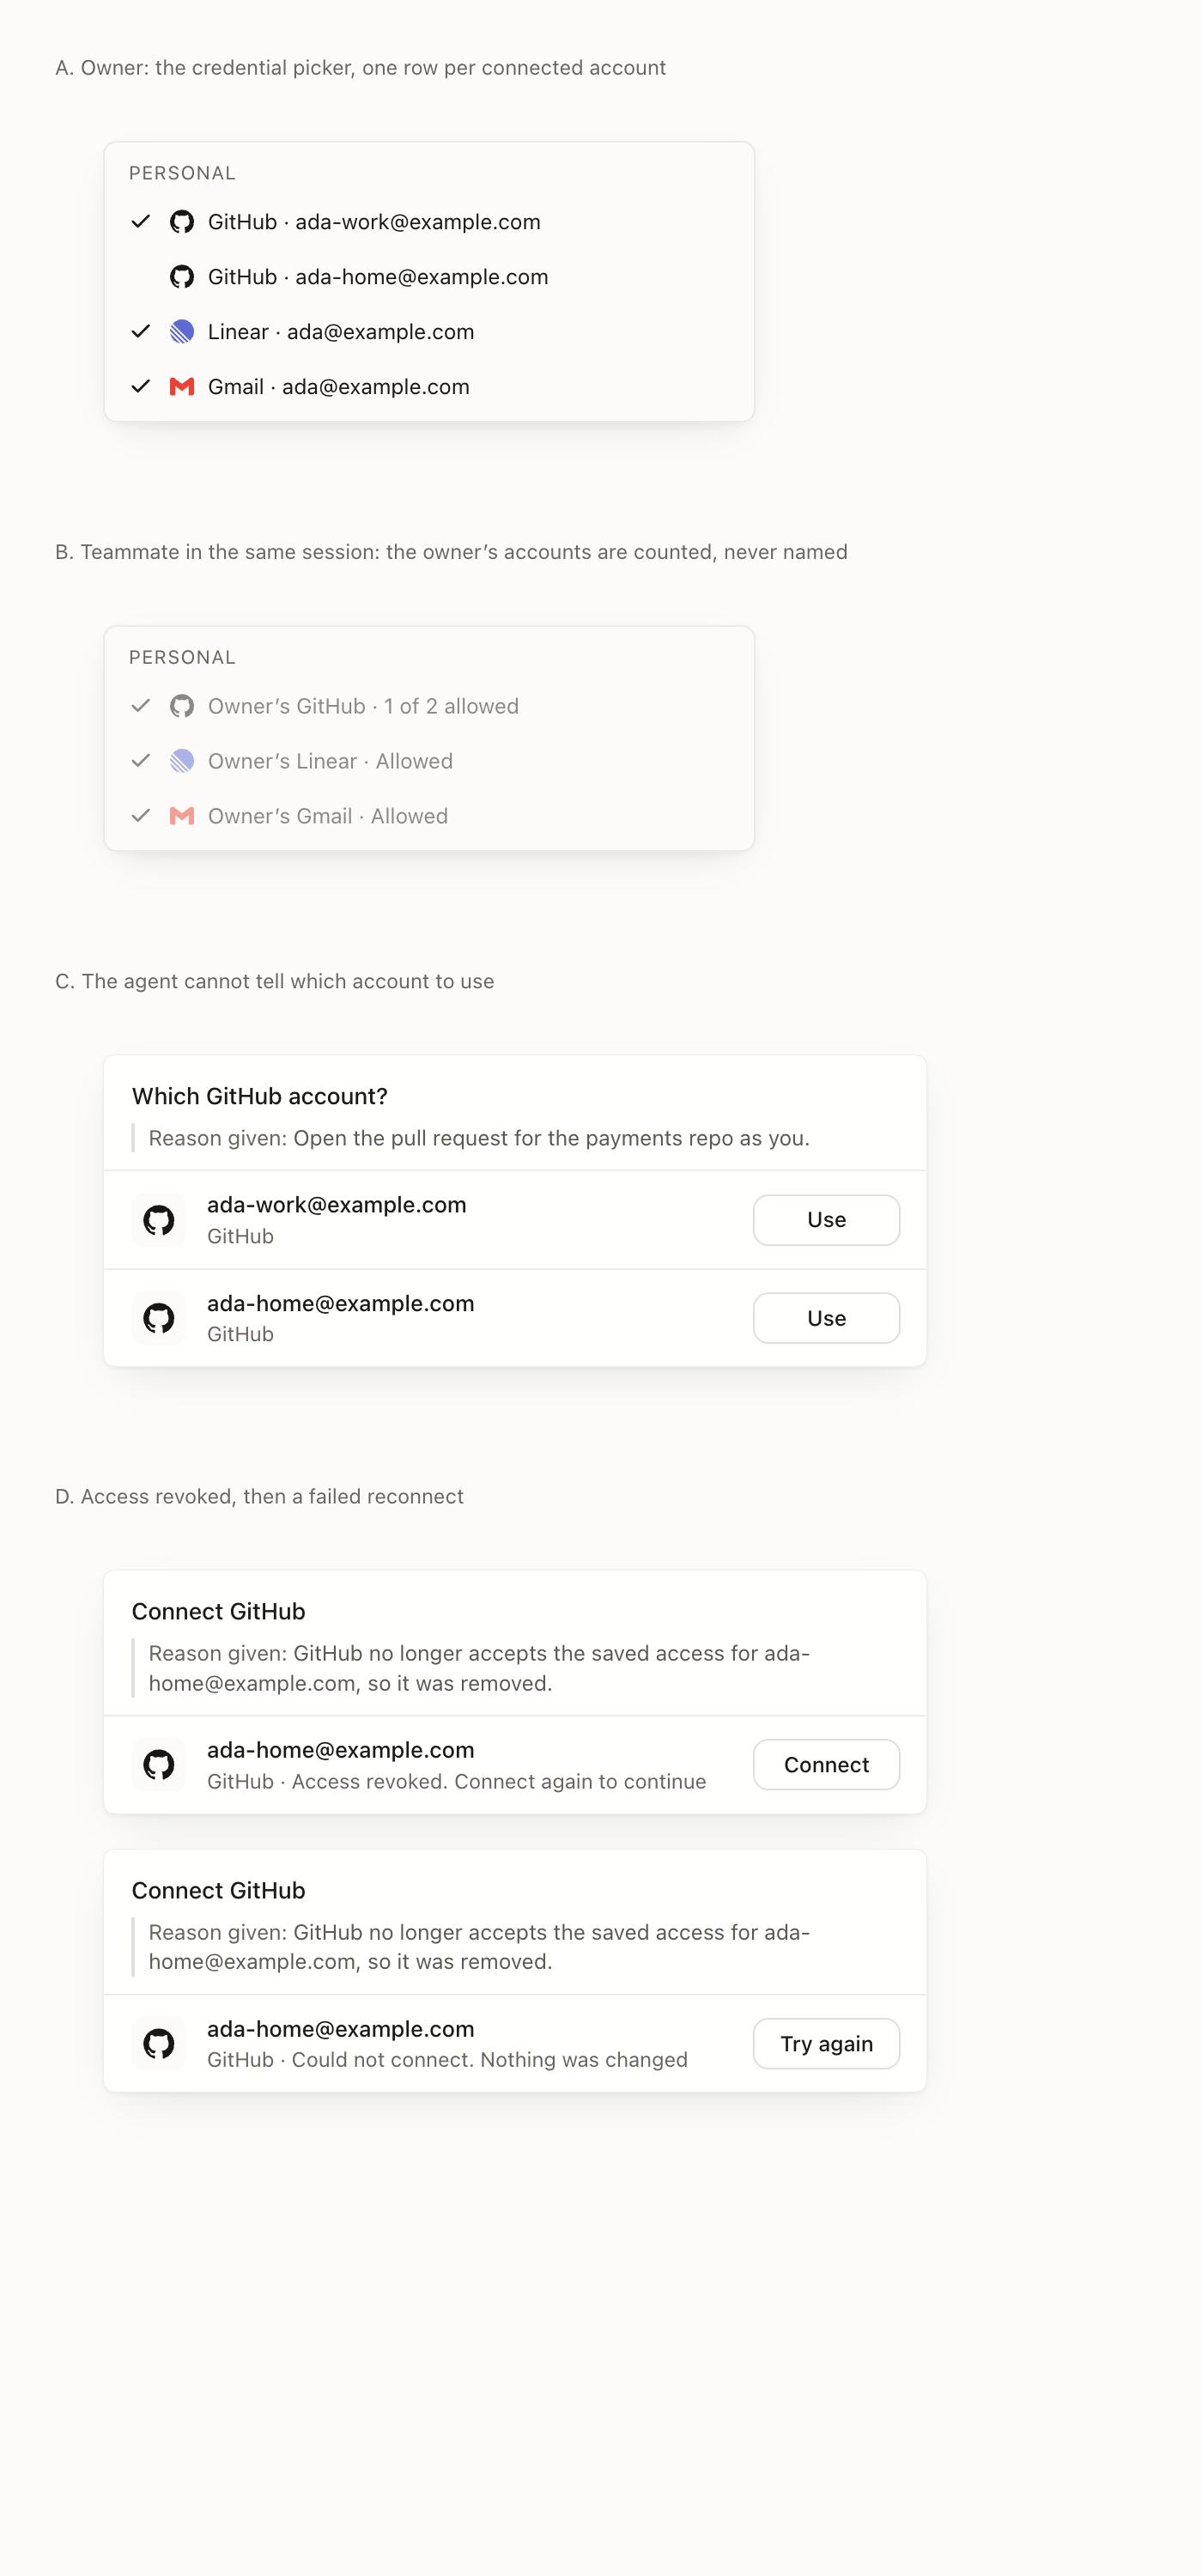 A. Owner: the credential picker, one row per connected account
PERSONAL
GitHub · ada-work@example.com
GitHub · ada-home@example.com
Linear · ada@example.com
Gmail · ada@example.com
B. Teammate in the same session: the owner’s accounts are counted, never named
PERSONAL
Owner’s GitHub · 1 of 2 allowed
Owner’s Linear · Allowed
Owner’s Gmail · Allowed
C. The agent cannot tell which account to use
Which GitHub account?
Reason given: Open the pull request for the payments repo as you.
ada-work@example.com
GitHub
Use
ada-home@example.com
GitHub
Use
D. Access revoked, then a failed reconnect
Connect GitHub
Reason given: GitHub no longer accepts the saved access for ada-
home@example.com, so it was removed.
ada-home@example.com
GitHub · Access revoked. Connect again to continue
Connect
Connect GitHub
Reason given: GitHub no longer accepts the saved access for ada-
home@example.com, so it was removed.
ada-home@example.com
GitHub · Could not connect. Nothing was changed
Try again